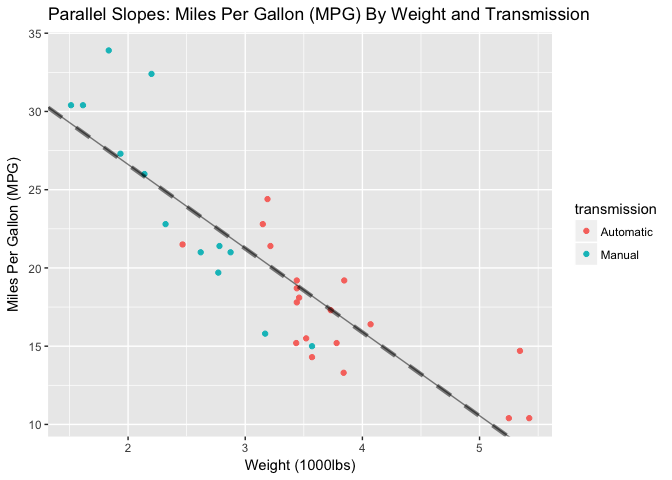 Parallel Slopes: Miles Per Gallon (MPG) By Weight and Transmission
35
30
25
20
15
10
Miles Per Gallon (MPG)
2 3 4 5
Weight (1000lbs)
transmission
Automatic
Manual